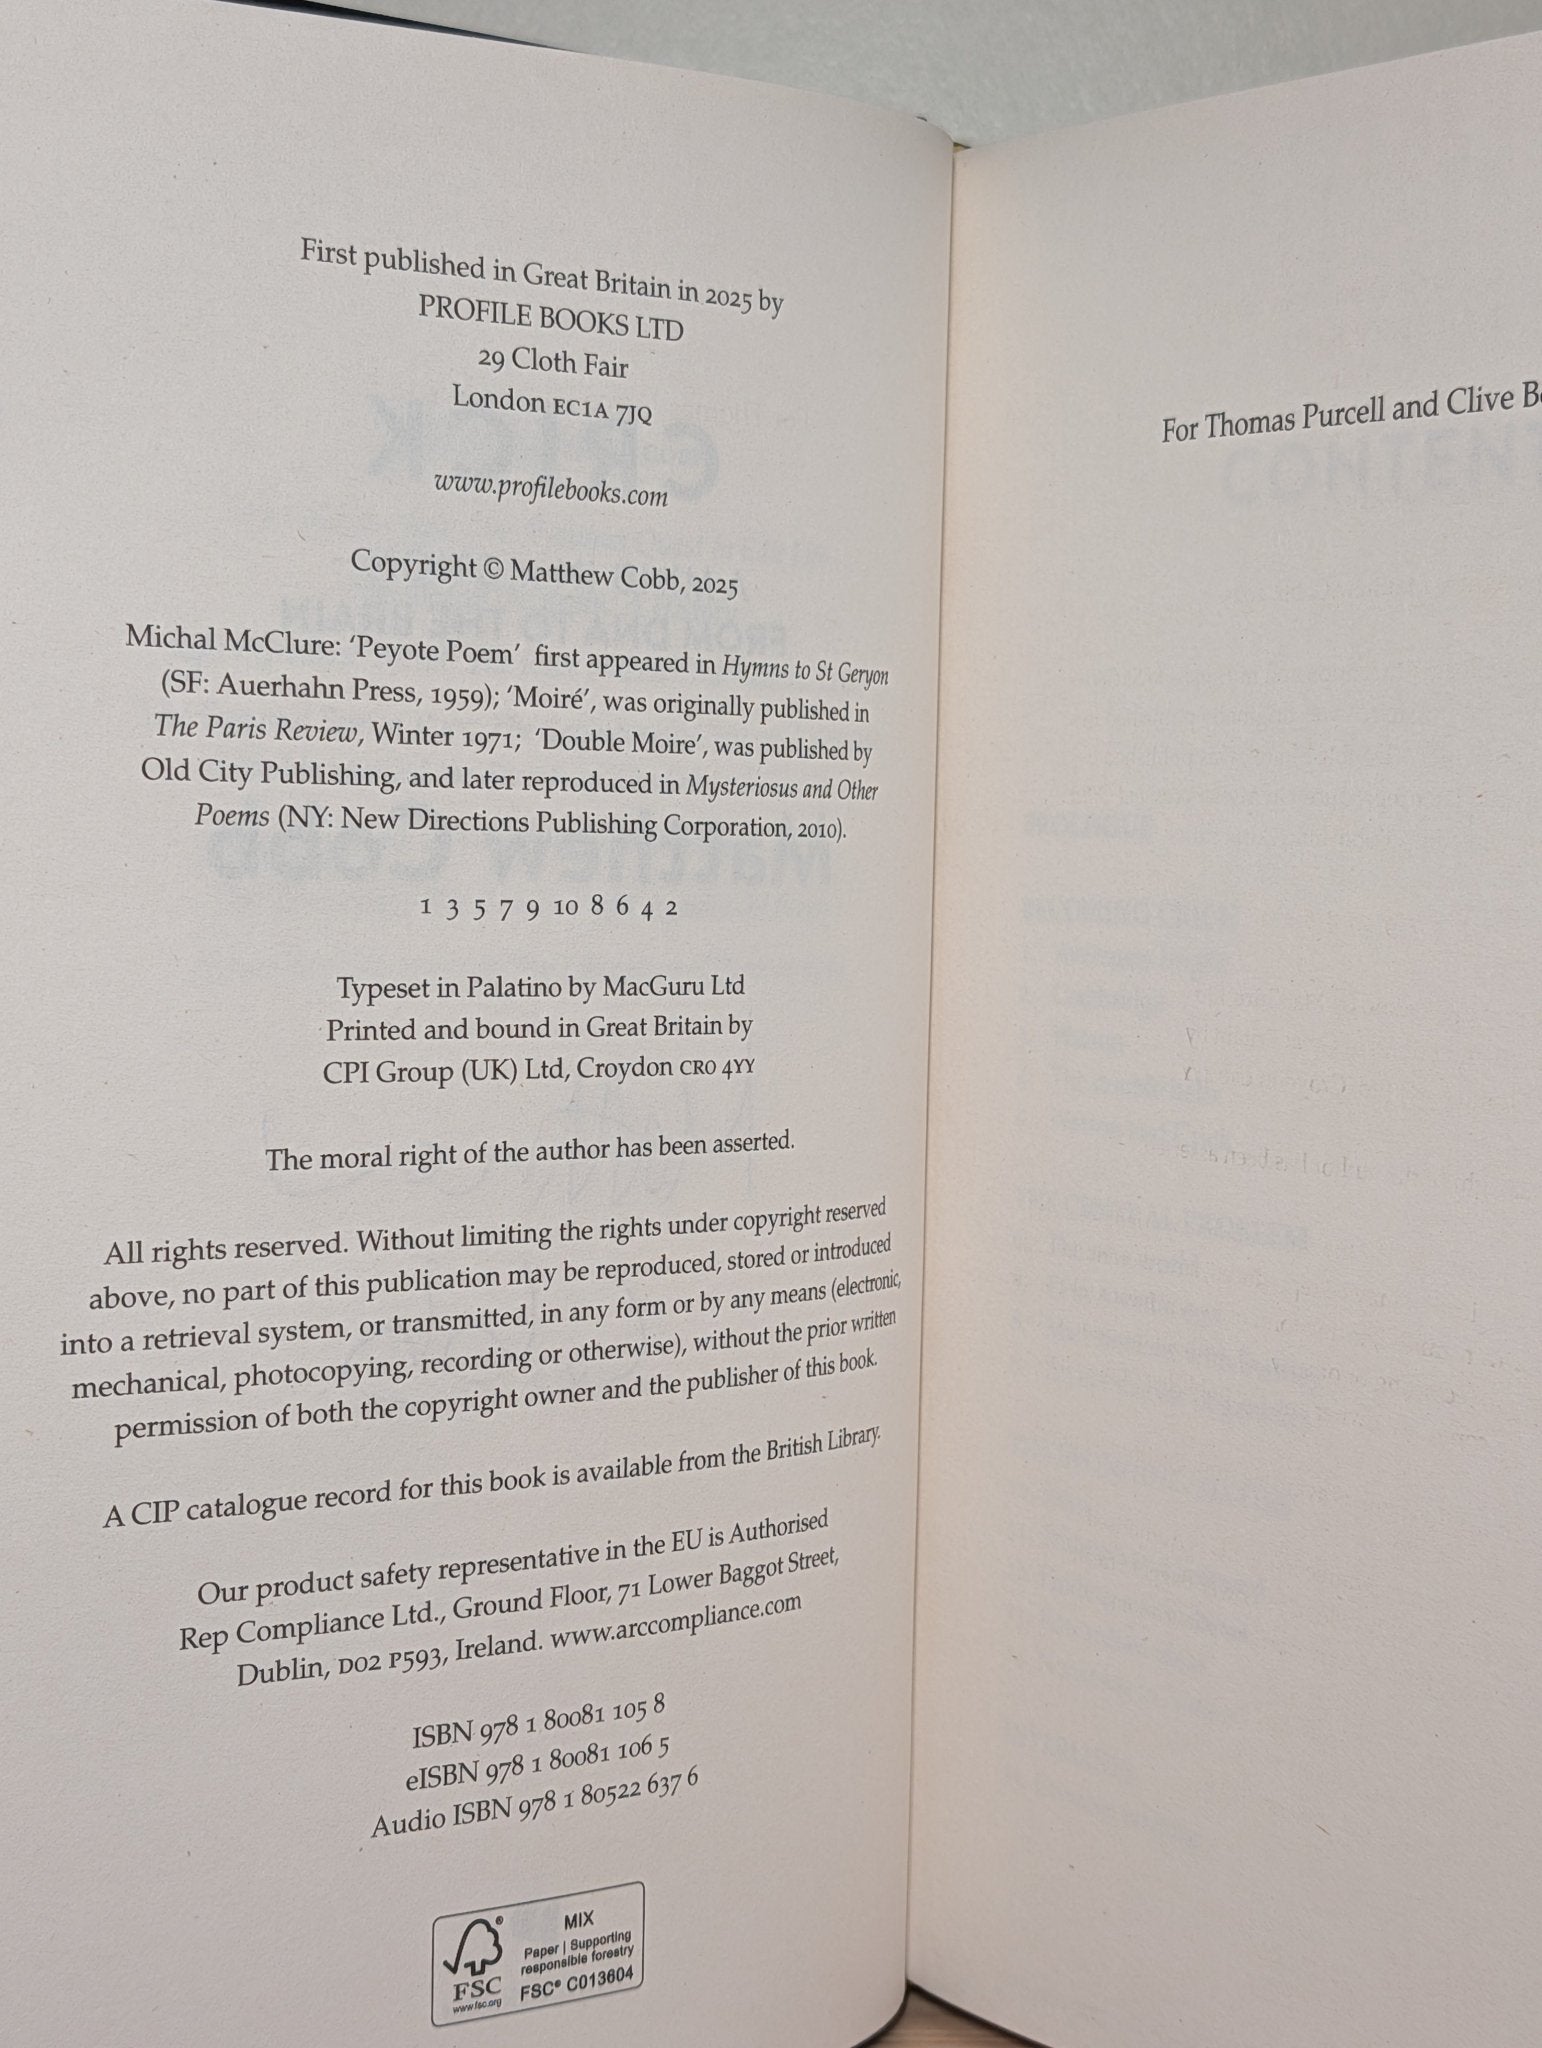 First published in Great Britain in 2025 by
PROFILE BOOKS LTD
29 Cloth Fair
London EC1A 7JQ
www.profilebooks.com
Copyright © Matthew Cobb, 2025
Michal McClure: ‘Peyote Poem’ first appeared in Hymns to St Geryon
(SF: Auerhahn Press, 1959); ‘Moiré’, was originally published in
The Paris Review, Winter 1971; ‘Double Moire’, was published by
Old City Publishing, and later reproduced in Mysteriosus and Other
Poems (NY: New Directions Publishing Corporation, 2010).
1 3 5 7 9 10 8 6 4 2
Typeset in Palatino by MacGuru Ltd
Printed and bound in Great Britain by
CPI Group (UK) Ltd, Croydon CR0 4YY
The moral right of the author has been asserted.
All rights reserved. Without limiting the rights under copyright reserved
above, no part of this publication may be reproduced, stored or introduced
into a retrieval system, or transmitted, in any form or by any means (electronic,
mechanical, photocopying, recording or otherwise), without the prior written
permission of both the copyright owner and the publisher of this book.
A CIP catalogue record for this book is available from the British Library.
Our product safety representative in the EU is Authorised
Rep Compliance Ltd., Ground Floor, 71 Lower Baggot Street,
Dublin, D02 P593, Ireland. www.arccompliance.com
ISBN 978 1 80081 105 8
eISBN 978 1 80081 106 5
Audio ISBN 978 1 80522 637 6
MIX
Paper | Supporting
responsible forestry
FSC® C013604
FSC
www.fsc.org
For Thomas Purcell and Clive